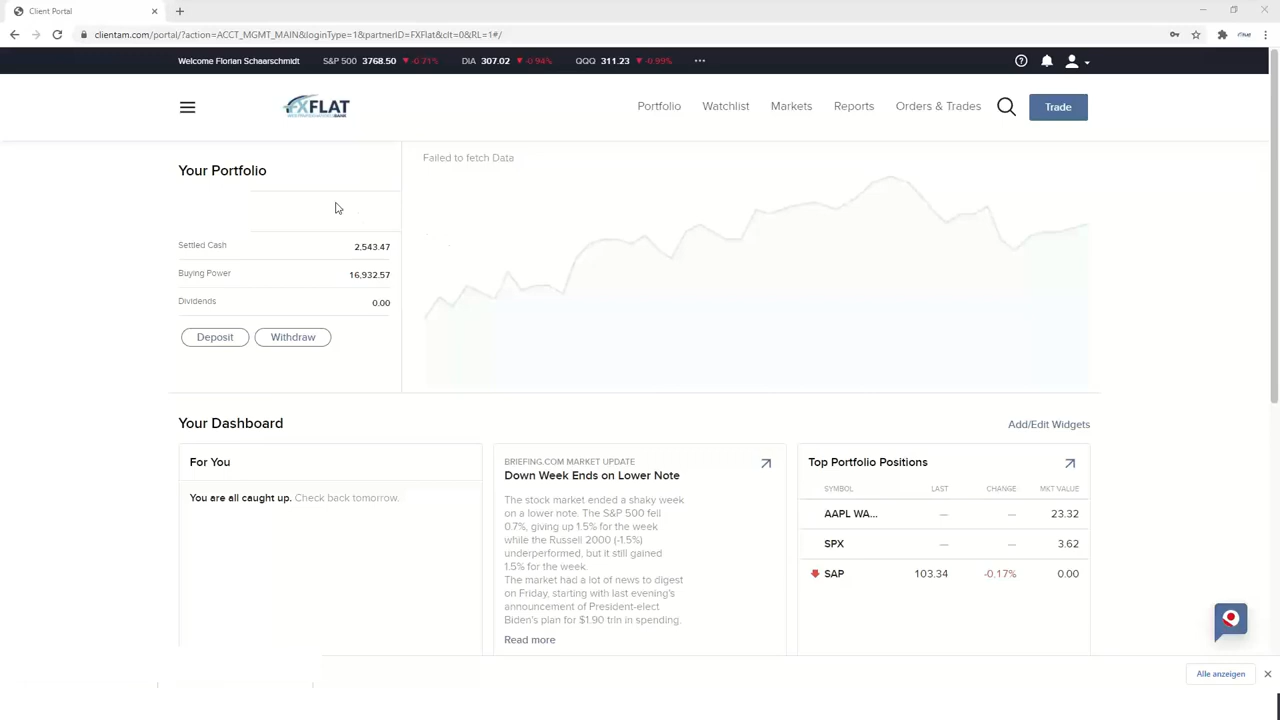 Client Portal
clientam.com/portal/?action=ACCT_MGMT_MAIN&loginType=1&partnerID=FXFlat&clt=0&RL=1#/
Welcome Florian Schaarschmidt S&P 500 3768.50 ▼-0.71% DIA 307.02 ▼-0.94% QQQ 311.23 ▼-0.99% •••
FXFLAT Portfolio Watchlist Markets Reports Orders & Trades Trade
Your Portfolio
Failed to fetch Data
Settled Cash 2,543.47
Buying Power 16,932.57
Dividends 0.00
Deposit Withdraw
Your Dashboard
Add/Edit Widgets
For You
You are all caught up. Check back tomorrow.
BRIEFING.COM MARKET UPDATE
Down Week Ends on Lower Note
The stock market ended a shaky week
on a lower note. The S&P 500 fell
0.7%, giving up 1.5% for the week
while the Russell 2000 (-1.5%)
underperformed, but it still gained
1.5% for the week.
The market had a lot of news to digest
on Friday, starting with last evening's
announcement of President-elect
Biden's plan for $1.90 trln in spending.
Read more
Top Portfolio Positions
SYMBOL LAST CHANGE MKT VALUE
AAPL WA... — — 23.32
SPX — — 3.62
SAP 103.34 -0.17% 0.00
Alle anzeigen